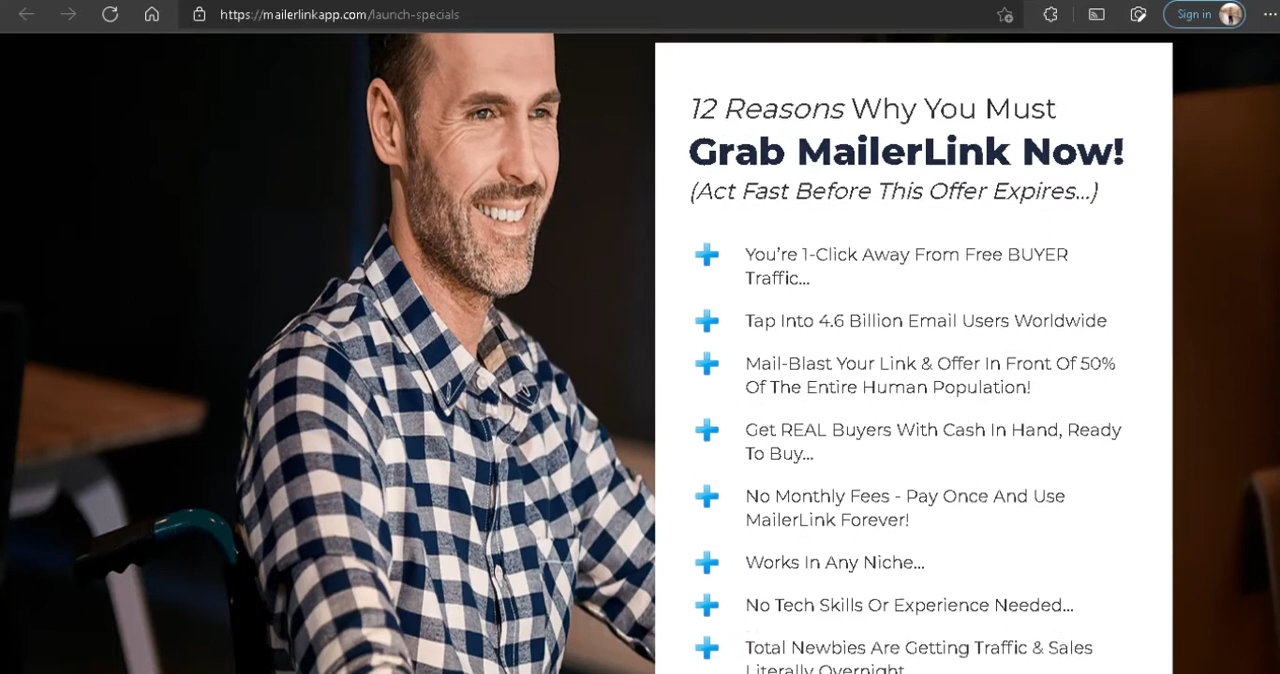 https://mailerlinkapp.com/launch-specials
Sign in
12 Reasons Why You Must
Grab MailerLink Now!
(Act Fast Before This Offer Expires...)
You're 1-Click Away From Free BUYER
Traffic...
Tap Into 4.6 Billion Email Users Worldwide
Mail-Blast Your Link & Offer In Front Of 50%
Of The Entire Human Population!
Get REAL Buyers With Cash In Hand, Ready
To Buy...
No Monthly Fees - Pay Once And Use
MailerLink Forever!
Works In Any Niche...
No Tech Skills Or Experience Needed...
Total Newbies Are Getting Traffic & Sales
Literally Overnight